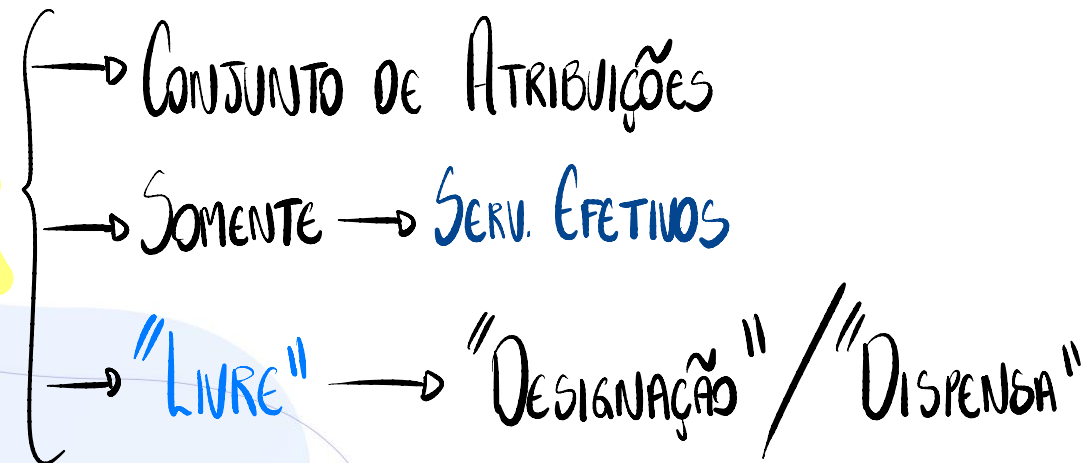 → Conjunto de Atribuições
→ Somente → Serv. Efetivos
→ "Livre" → "Designação" / "Dispensa"